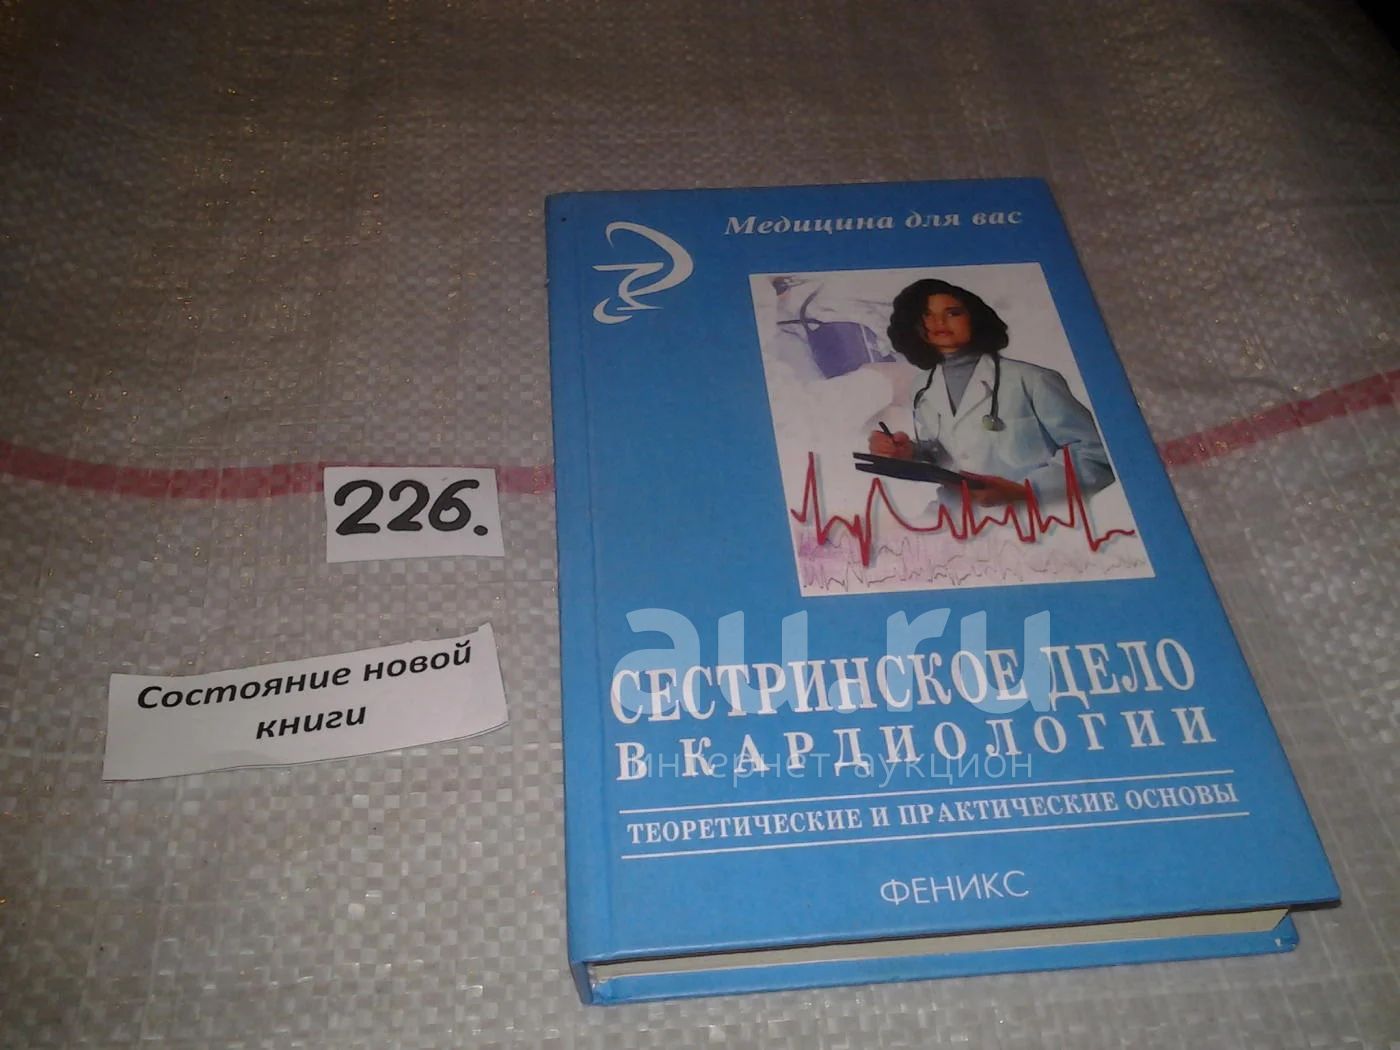 Медицина для вас
226.
Состояние новой
книги
au.ru
интернет аукцион
СЕСТРИНСКОЕ ДЕЛО
В КАРДИОЛОГИИ
ТЕОРЕТИЧЕСКИЕ И ПРАКТИЧЕСКИЕ ОСНОВЫ
ФЕНИКС